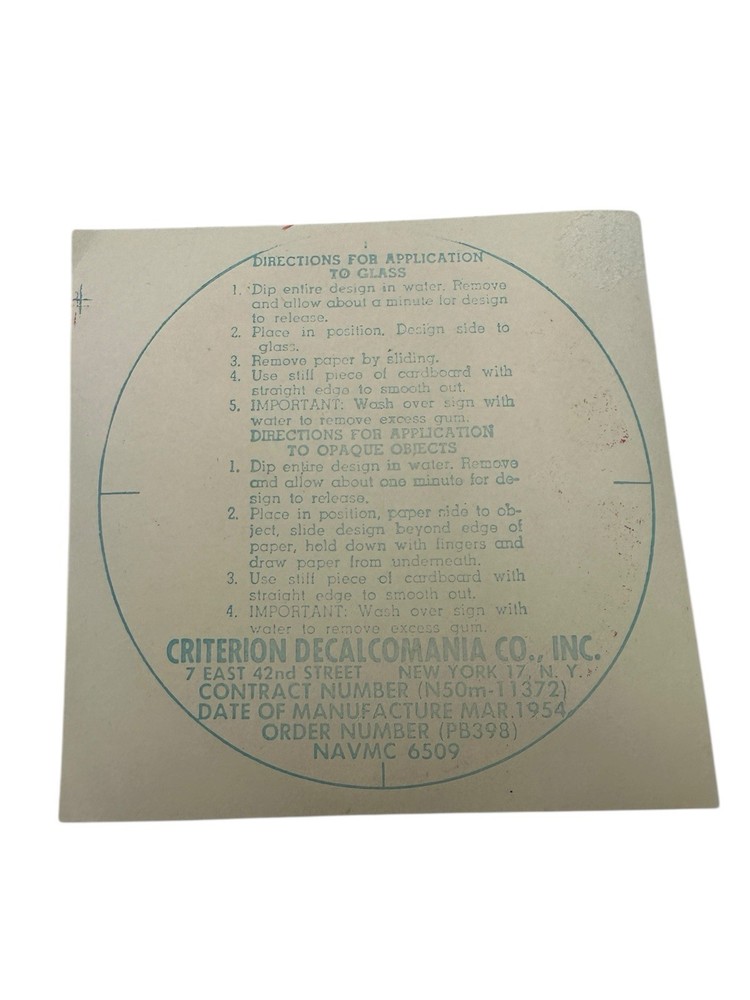 DIRECTIONS FOR APPLICATION
TO GLASS
1. Dip entire design in water. Remove
and allow about a minute for design
to release.
2. Place in position. Design side to
glass.
3. Remove paper by sliding.
4. Use stiff piece of cardboard with
straight edge to smooth out.
5. IMPORTANT: Wash over sign with
water to remove excess gum.
DIRECTIONS FOR APPLICATION
TO OPAQUE OBJECTS
1. Dip entire design in water. Remove
and allow about one minute for de-
sign to release.
2. Place in position, paper side to ob-
ject, slide design beyond edge of
paper, hold down with fingers and
draw paper from underneath.
3. Use stiff piece of cardboard with
straight edge to smooth out.
4. IMPORTANT: Wash over sign with
water to remove excess gum.
CRITERION DECALCOMANIA CO., INC.
7 EAST 42nd STREET NEW YORK 17, N. Y.
CONTRACT NUMBER (N50m-11372)
DATE OF MANUFACTURE MAR.1954
ORDER NUMBER (PB398)
NAVMC 6509